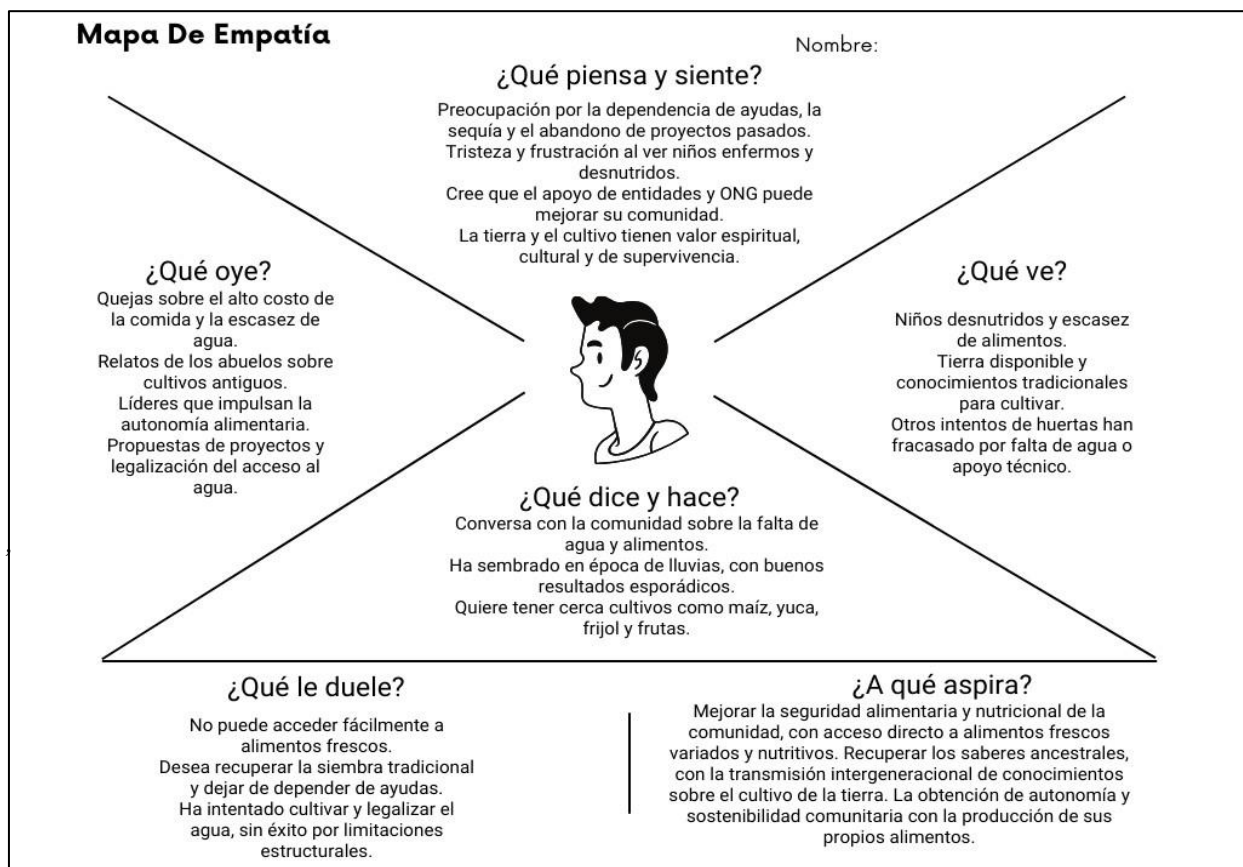 Mapa De Empatía
Nombre:
¿Qué piensa y siente?
Preocupación por la dependencia de ayudas, la
sequía y el abandono de proyectos pasados.
Tristeza y frustración al ver niños enfermos y
desnutridos.
Cree que el apoyo de entidades y ONG puede
mejorar su comunidad.
La tierra y el cultivo tienen valor espiritual,
cultural y de supervivencia.
¿Qué oye?
Quejas sobre el alto costo de
la comida y la escasez de
agua.
Relatos de los abuelos sobre
cultivos antiguos.
Líderes que impulsan la
autonomía alimentaria.
Propuestas de proyectos y
legalización del acceso al
agua.
¿Qué ve?
Niños desnutridos y escasez
de alimentos.
Tierra disponible y
conocimientos tradicionales
para cultivar.
Otros intentos de huertas han
fracasado por falta de agua o
apoyo técnico.
¿Qué dice y hace?
Conversa con la comunidad sobre la falta de
agua y alimentos.
Ha sembrado en época de lluvias, con buenos
resultados esporádicos.
Quiere tener cerca cultivos como maíz, yuca,
frijol y frutas.
¿Qué le duele?
No puede acceder fácilmente a
alimentos frescos.
Desea recuperar la siembra tradicional
y dejar de depender de ayudas.
Ha intentado cultivar y legalizar el
agua, sin éxito por limitaciones
estructurales.
¿A qué aspira?
Mejorar la seguridad alimentaria y nutricional de la
comunidad, con acceso directo a alimentos frescos
variados y nutritivos. Recuperar los saberes ancestrales,
con la transmisión intergeneracional de conocimientos
sobre el cultivo de la tierra. La obtención de autonomía y
sostenibilidad comunitaria con la producción de sus
propios alimentos.